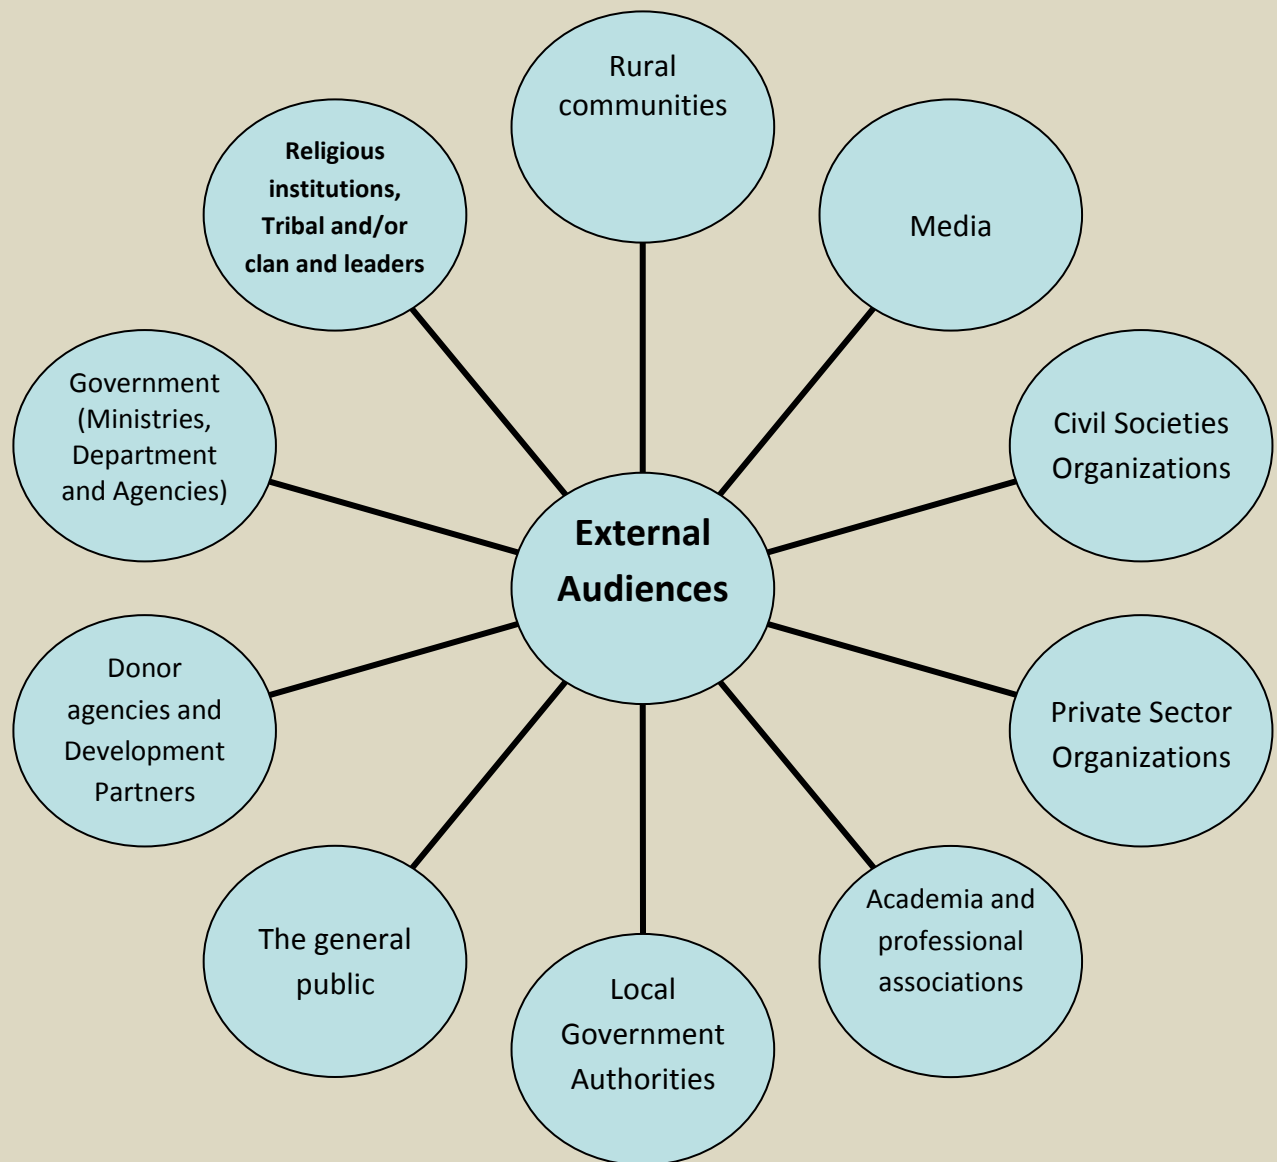 Rural
communities
Religious
institutions,
Tribal and/or
clan and leaders
Media
Government
(Ministries,
Department
and Agencies)
Civil Societies
Organizations
External
Audiences
Donor
agencies and
Development
Partners
Private Sector
Organizations
The general
public
Academia and
professional
associations
Local
Government
Authorities